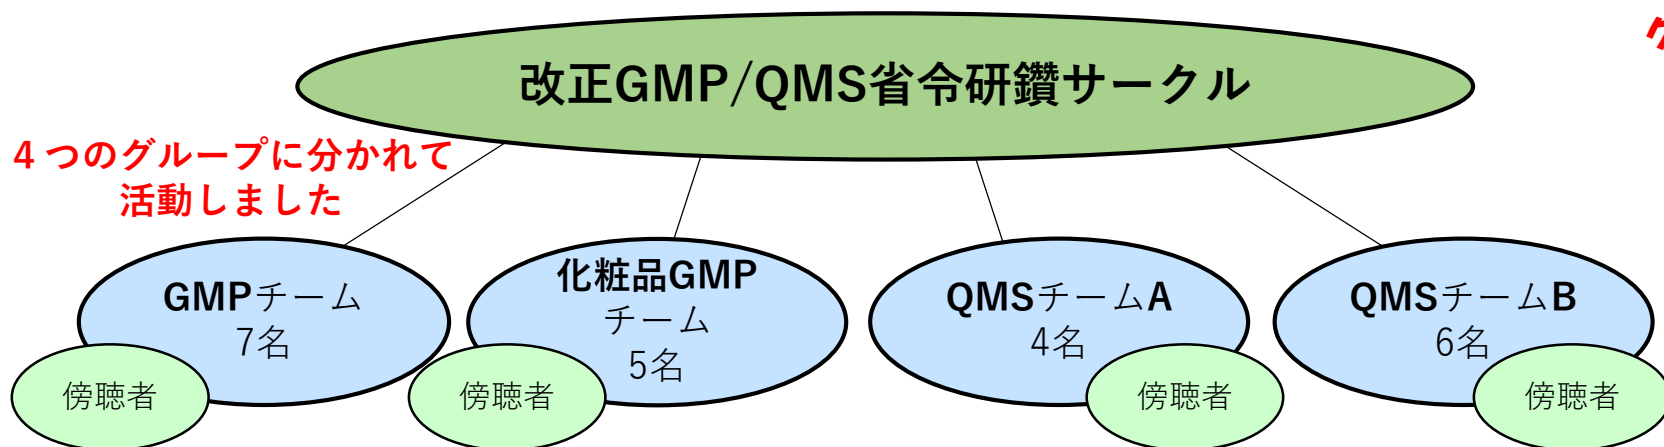 改正GMP/QMS省令研鑽サークル
4つのグループに分かれて
活動しました
GMPチーム
7名
化粧品GMP
チーム
5名
QMSチームA
4名
QMSチームB
6名
傍聴者
傍聴者
傍聴者
傍聴者